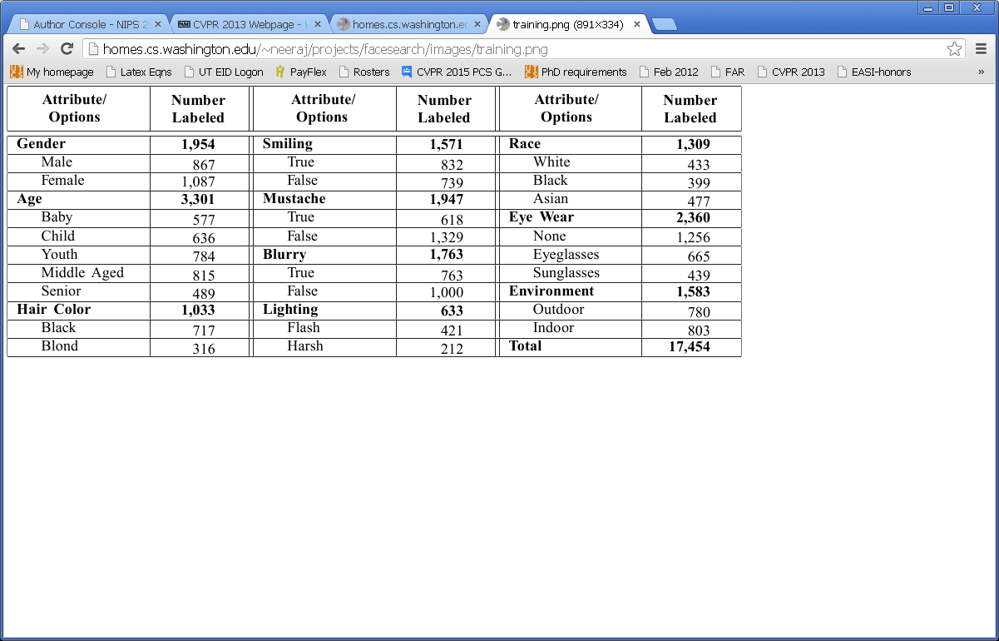 Author Console - NIPS 2
CVPR 2013 Webpage -
homes.cs.washington.e
training.png (891×334)
homes.cs.washington.edu/~neeraj/projects/facesearch/images/training.png
My homepage Latex Eqns UT EID Logon PayFlex Rosters CVPR 2015 PCS G... PhD requirements Feb 2012 FAR CVPR 2013 EASI-honors »
Attribute/ Number Attribute/ Number Attribute/ Number
Options Labeled Options Labeled Options Labeled
Gender 1,954 Smiling 1,571 Race 1,309
Male 867 True 832 White 433
Female 1,087 False 739 Black 399
Age 3,301 Mustache 1,947 Asian 477
Baby 577 True 618 Eye Wear 2,360
Child 636 False 1,329 None 1,256
Youth 784 Blurry 1,763 Eyeglasses 665
Middle Aged 815 True 763 Sunglasses 439
Senior 489 False 1,000 Environment 1,583
Hair Color 1,033 Lighting 633 Outdoor 780
Black 717 Flash 421 Indoor 803
Blond 316 Harsh 212 Total 17,454